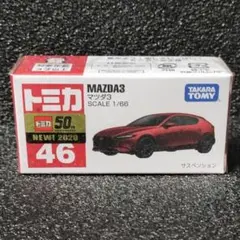 トミカ
トミカ 50th
NEW! 2020
46
MAZDA3
マツダ3
SCALE 1/66
TAKARA
TOMY
サスペンション